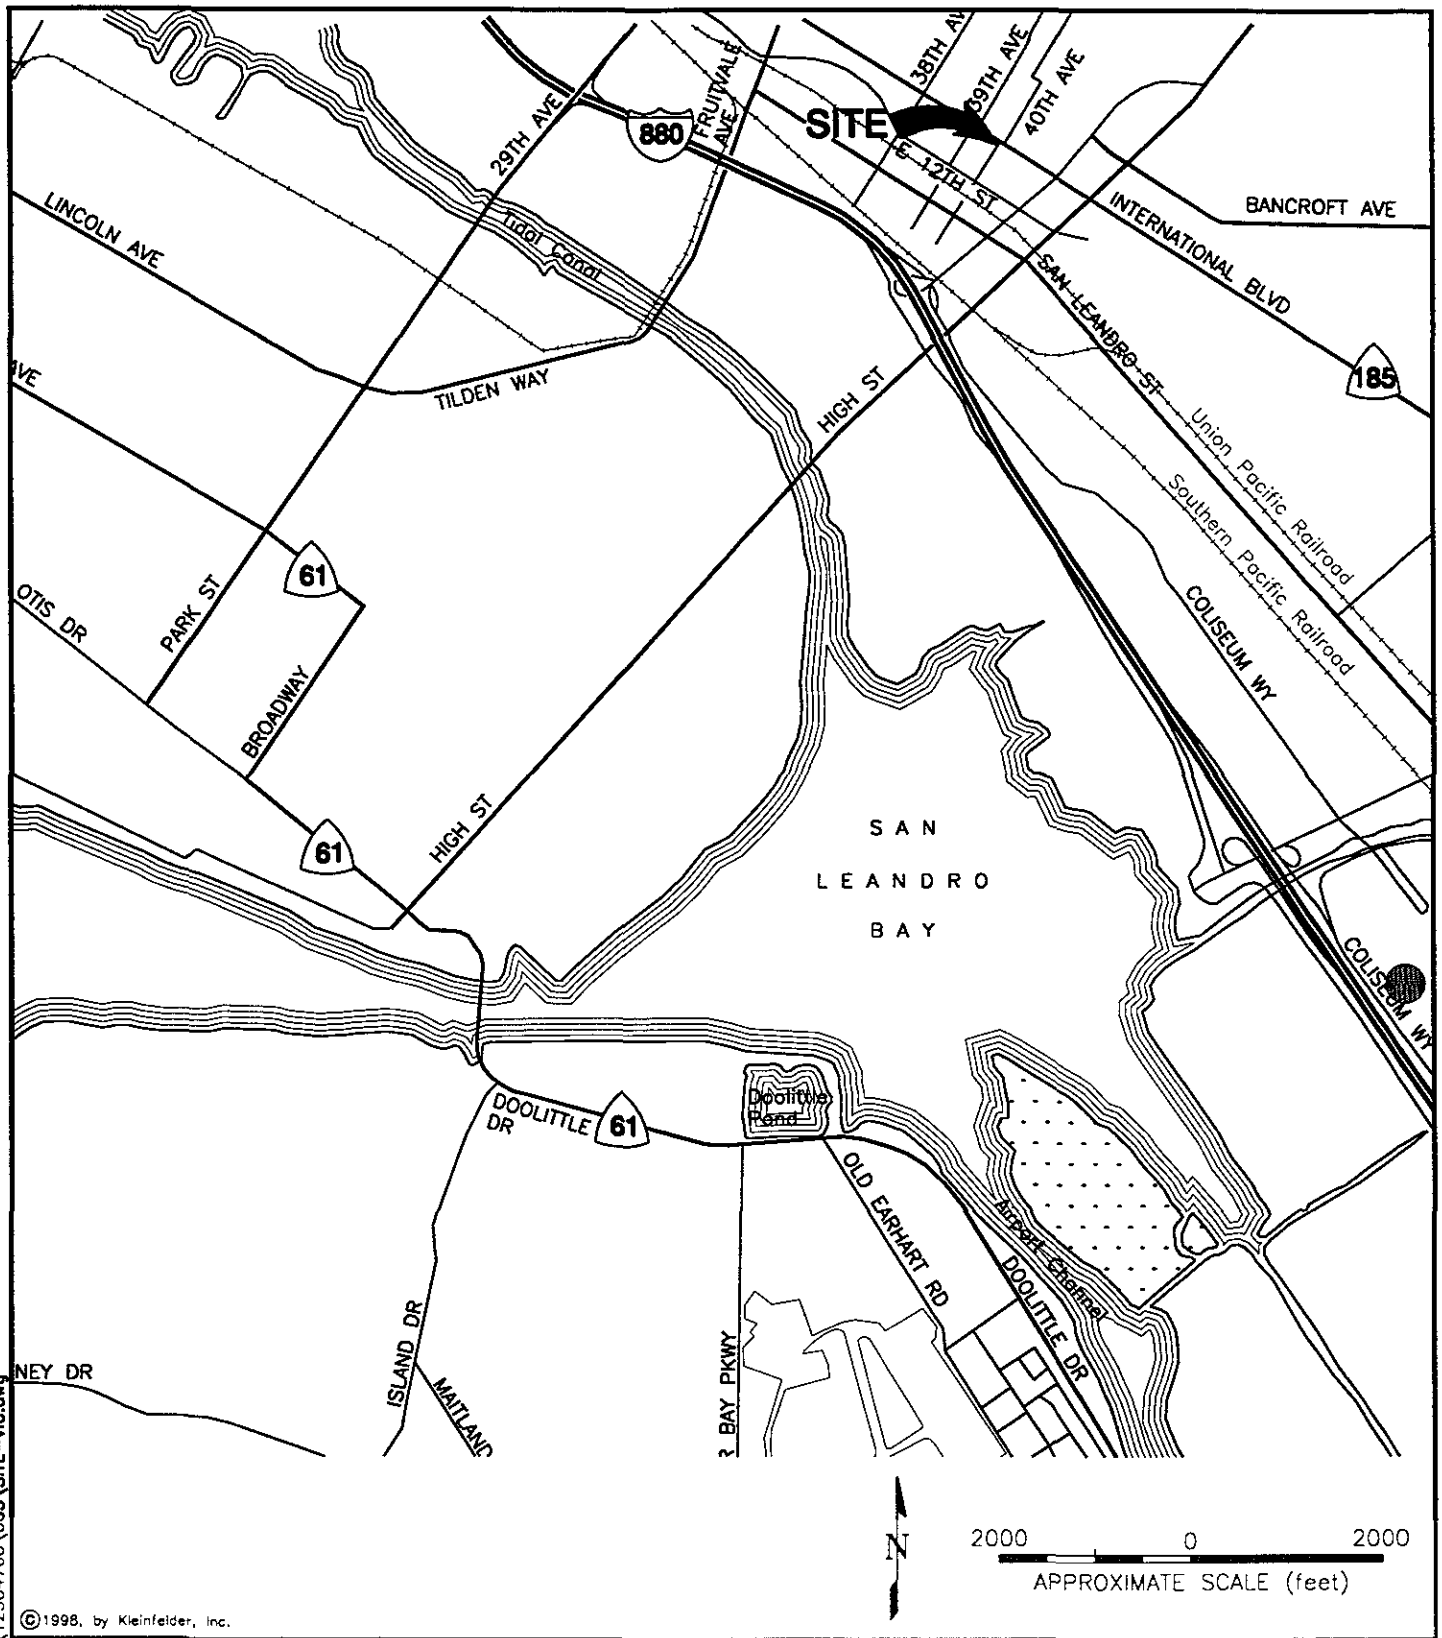 38TH AV
39TH AVE
40TH AVE
FRUITVALE
AVE
29TH AVE
880
SITE
E 12TH ST
INTERNATIONAL BLVD
BANCROFT AVE
LINCOLN AVE
Tidal Canal
SAN LEANDRO ST
185
AVE
TILDEN WAY
HIGH ST
Union Pacific Railroad
Southern Pacific Railroad
61
OTIS DR
PARK ST
COLISEUM WY
BROADWAY
61
HIGH ST
SAN
LEANDRO
BAY
COLISEUM WY
Doolittle
Pond
DOOLITTLE
DR
61
OLD EARHART RD
Airport Channel
DOOLITTLE DR
ISLAND DR
MAITLAND
R BAY PKWY
NEY DR
N
2000 0 2000
APPROXIMATE SCALE (feet)
©1998, by Kleinfelder, Inc.